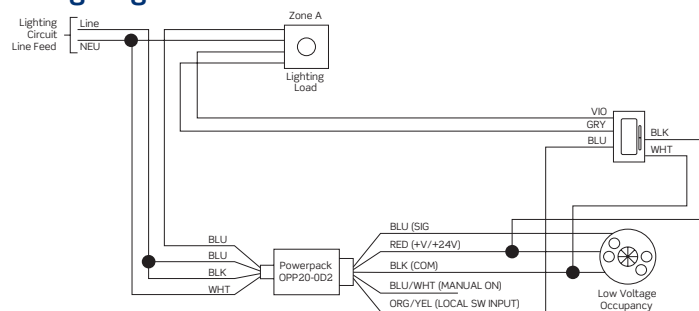 Zone A
Lighting
Circuit
Line Feed
Line
NEU
Lighting
Load
VIO
GRY
BLU
BLK
WHT
BLU
BLU
BLK
WHT
Powerpack
OPP20-0D2
BLU (SIG
RED (+V/+24V)
BLK (COM)
BLU/WHT (MANUAL ON)
ORG/YEL (LOCAL SW INPUT)
Low Voltage
Occupancy